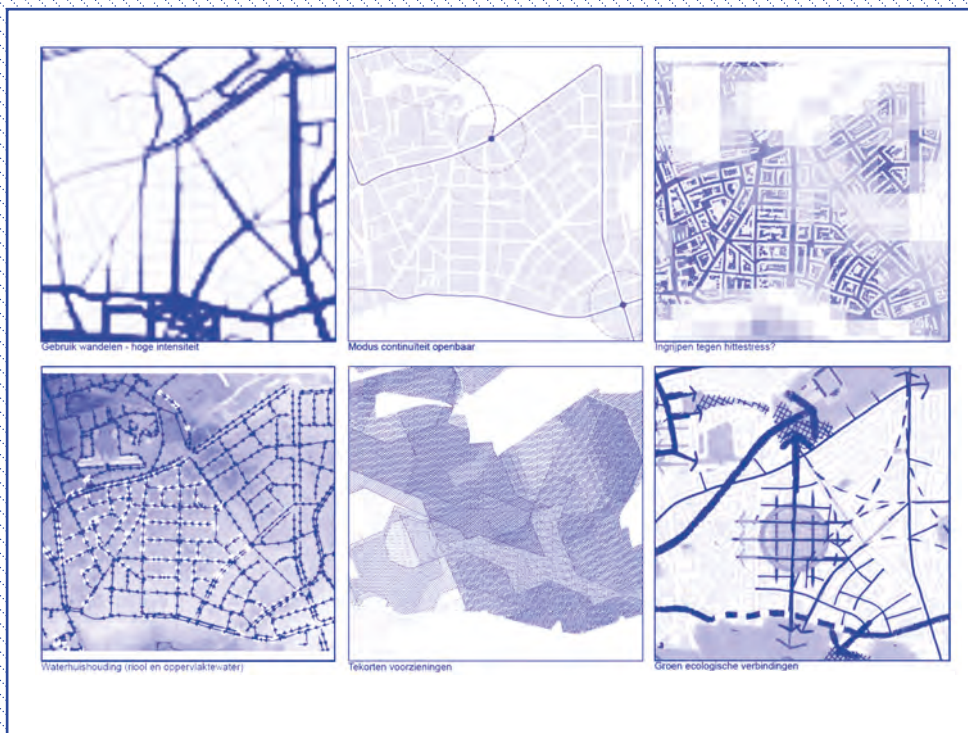 Gebruik wandelen - hoge intensiteit
Modus continuïteit openbaar
Ingrijpen tegen hittestress?
Waterhuishouding (riool en oppervlaktewater)
Tekorten voorzieningen
Groen ecologische verbindingen